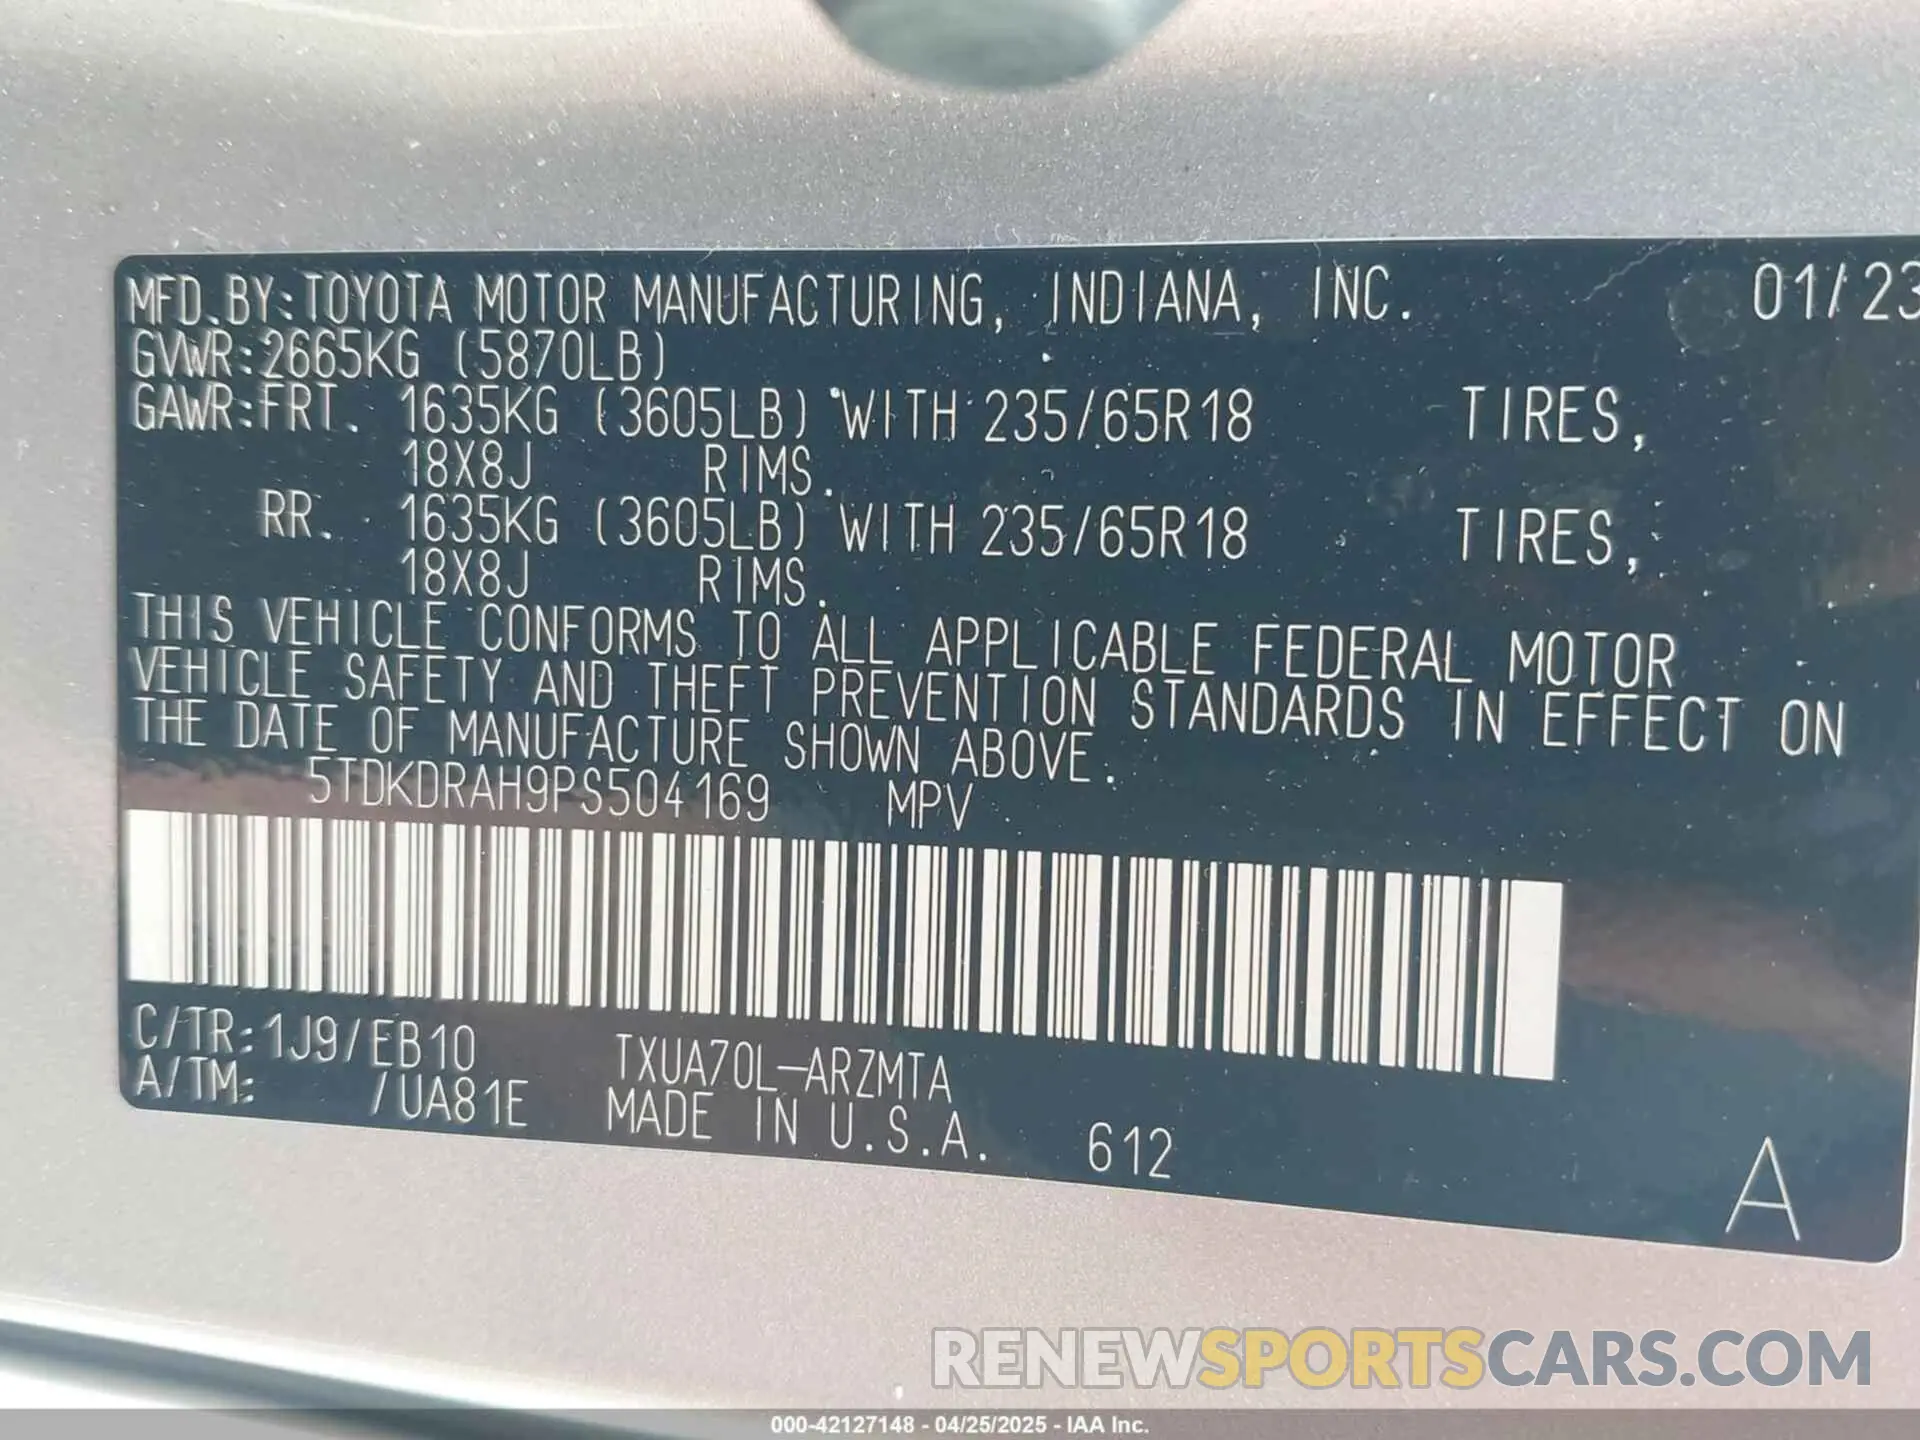 MFD.BY:TOYOTA MOTOR MANUFACTURING, INDIANA, INC. 01/23
GVWR:2665KG (5870LB)
GAWR:FRT. 1635KG (3605LB) WITH 235/65R18 TIRES,
18X8J RIMS.
RR. 1635KG (3605LB) WITH 235/65R18 TIRES,
18X8J RIMS.
THIS VEHICLE CONFORMS TO ALL APPLICABLE FEDERAL MOTOR
VEHICLE SAFETY AND THEFT PREVENTION STANDARDS IN EFFECT ON
THE DATE OF MANUFACTURE SHOWN ABOVE.
5TDKDRAH9PS504169 MPV
C/TR:1J9/EB10 TXUA70L-ARZMTA
A/TM: /UA81E MADE IN U.S.A. 612
A
RENEWSPORTSCARS.COM
000-42127148 - 04/25/2025 - IAA Inc.